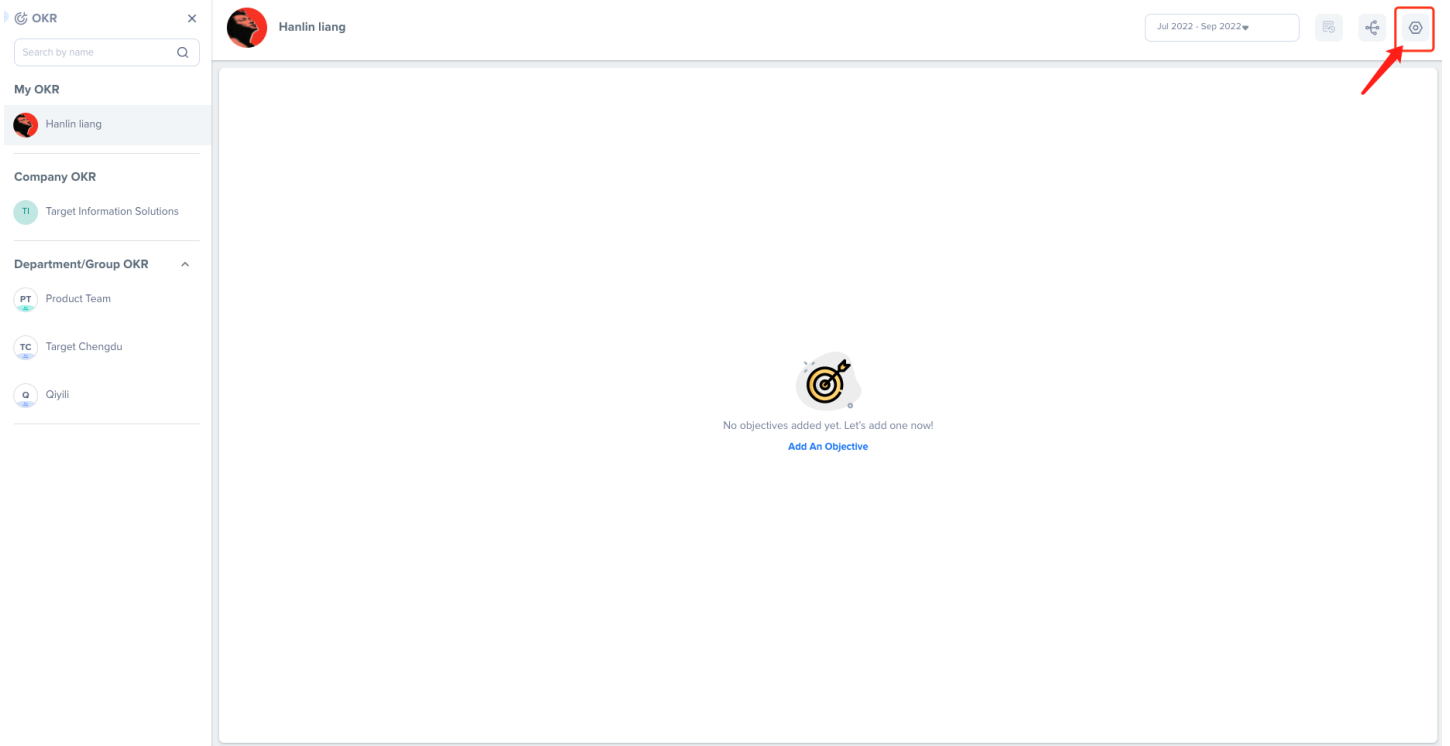 OKR
Search by name
My OKR
Hanlin liang
Company OKR
TI Target Information Solutions
Department/Group OKR
PT Product Team
TC Target Chengdu
Q Qiyili
Hanlin liang
Jul 2022 - Sep 2022
No objectives added yet. Let's add one now!
Add An Objective